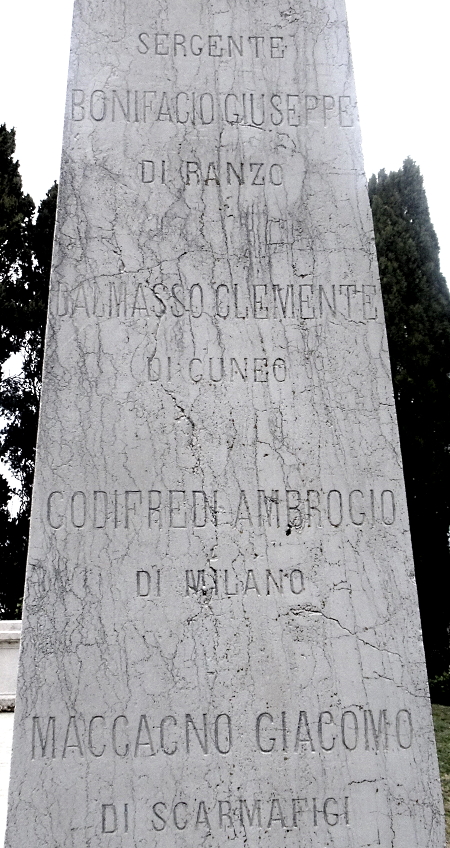 SERGENTE
BONIFACIO GIUSEPPE
DI RANZO
DALMASSO CLEMENTE
DI CUNEO
GODIFREDI AMBROGIO
DI MILANO
MACCAGNO GIACOMO
DI SCARMAFIGI